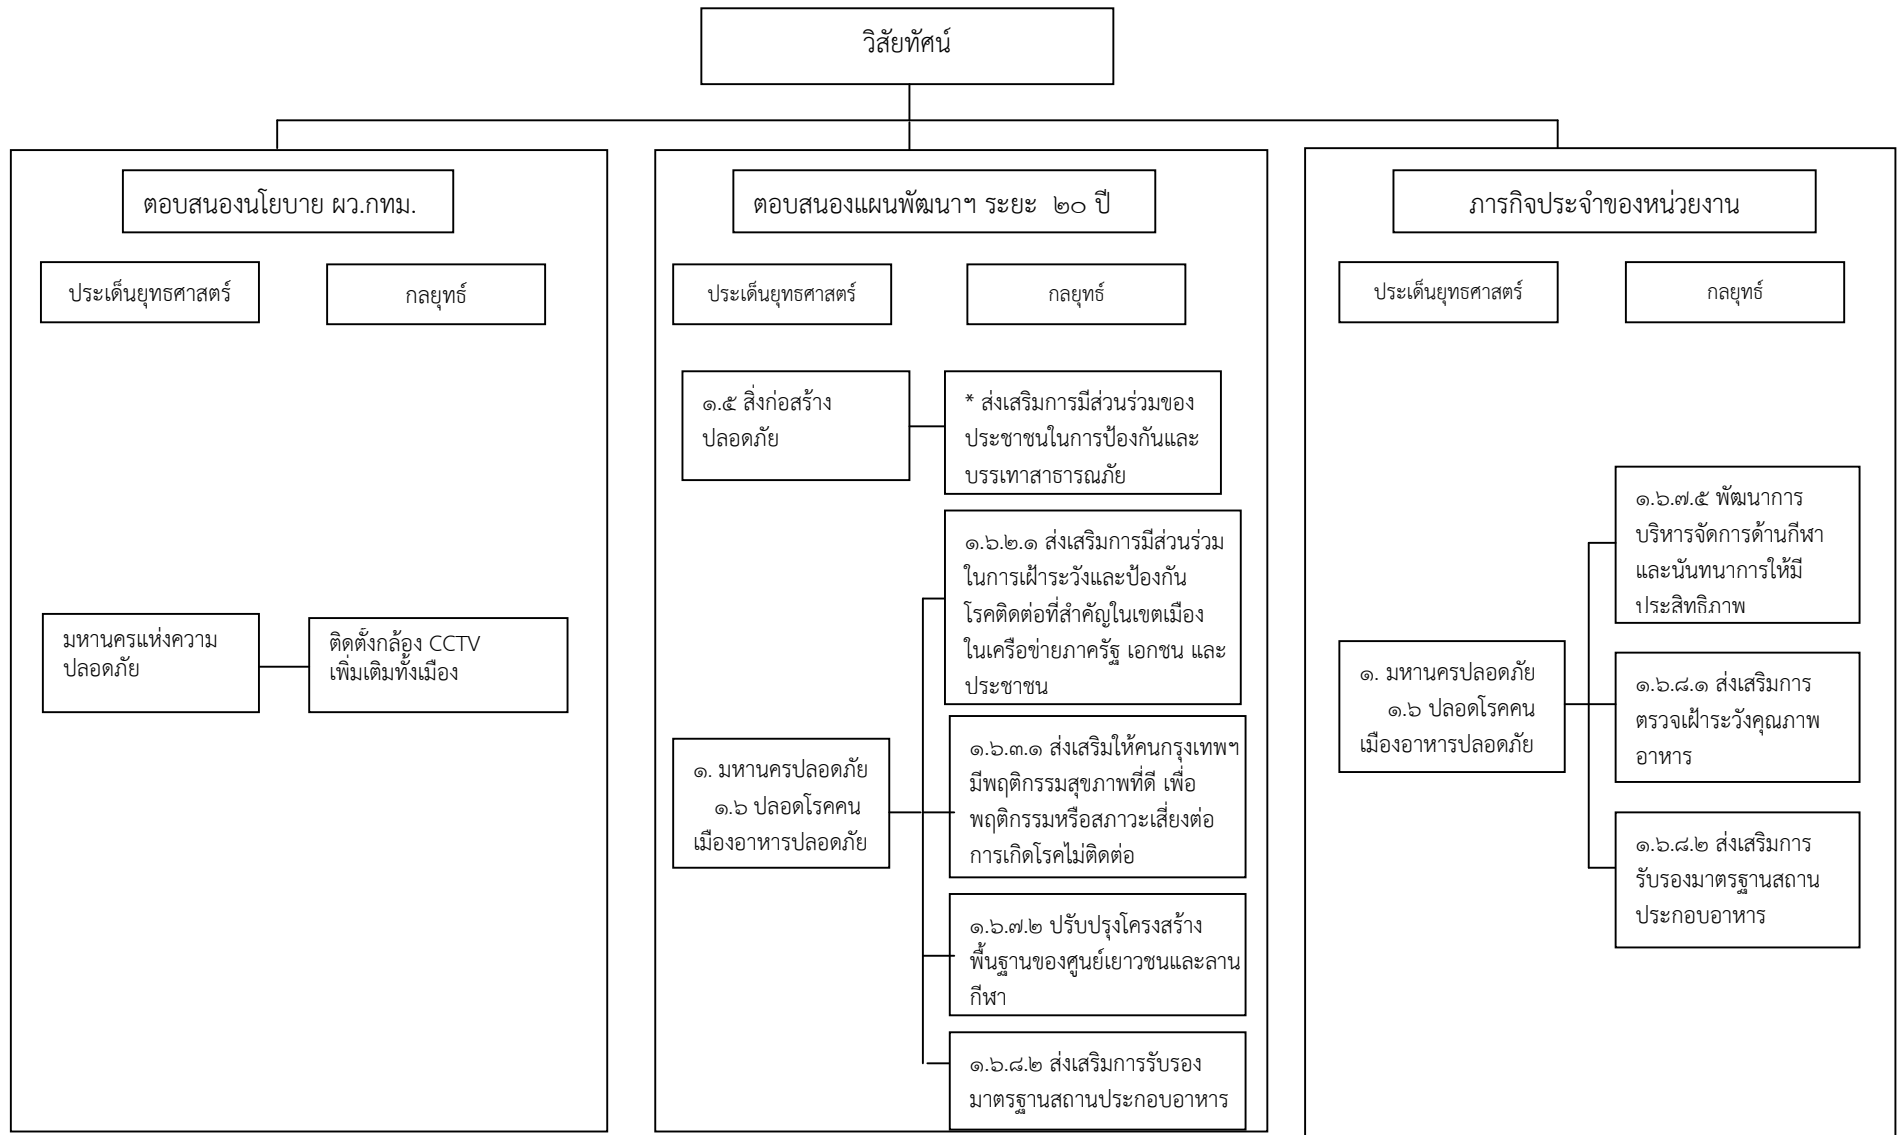 วิสัยทัศน์
ตอบสนองนโยบาย ผว.กทม.
ประเด็นยุทธศาสตร์
กลยุทธ์
มหานครแห่งความ
ปลอดภัย
ติดตั้งกล้อง CCTV
เพิ่มเติมทั้งเมือง
ตอบสนองแผนพัฒนาฯ ระยะ ๒๐ ปี
ประเด็นยุทธศาสตร์
กลยุทธ์
๑.๕ สิ่งก่อสร้าง
ปลอดภัย
* ส่งเสริมการมีส่วนร่วมของ
ประชาชนในการป้องกันและ
บรรเทาสาธารณภัย
๑. มหานครปลอดภัย
๑.๖ ปลอดโรคคน
เมืองอาหารปลอดภัย
๑.๖.๒.๑ ส่งเสริมการมีส่วนร่วม
ในการเฝ้าระวังและป้องกัน
โรคติดต่อที่สำคัญในเขตเมือง
ในเครือข่ายภาครัฐ เอกชน และ
ประชาชน
๑.๖.๓.๑ ส่งเสริมให้คนกรุงเทพฯ
มีพฤติกรรมสุขภาพที่ดี เพื่อ
พฤติกรรมหรือสภาวะเสี่ยงต่อ
การเกิดโรคไม่ติดต่อ
๑.๖.๗.๒ ปรับปรุงโครงสร้าง
พื้นฐานของศูนย์เยาวชนและลาน
กีฬา
๑.๖.๘.๒ ส่งเสริมการรับรอง
มาตรฐานสถานประกอบอาหาร
ภารกิจประจำของหน่วยงาน
ประเด็นยุทธศาสตร์
กลยุทธ์
๑. มหานครปลอดภัย
๑.๖ ปลอดโรคคน
เมืองอาหารปลอดภัย
๑.๖.๗.๕ พัฒนาการ
บริหารจัดการด้านกีฬา
และนันทนาการให้มี
ประสิทธิภาพ
๑.๖.๘.๑ ส่งเสริมการ
ตรวจเฝ้าระวังคุณภาพ
อาหาร
๑.๖.๘.๒ ส่งเสริมการ
รับรองมาตรฐานสถาน
ประกอบอาหาร